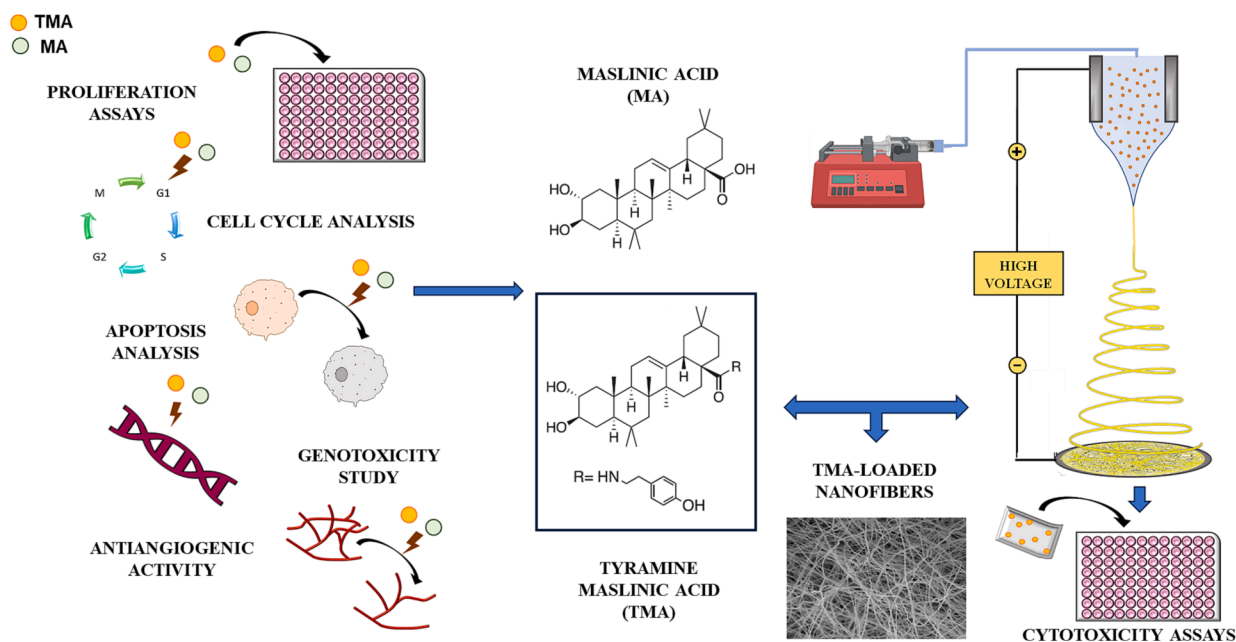 TMA
MA
PROLIFERATION
ASSAYS
M
G1
G2
S
CELL CYCLE ANALYSIS
APOPTOSIS
ANALYSIS
GENOTOXICITY
STUDY
ANTIANGIOGENIC
ACTIVITY
MASLINIC ACID
(MA)
OH
O
H
HO
HO
H
R
O
H
HO
HO
H
R= HN
OH
TYRAMINE
MASLINIC ACID
(TMA)
+
HIGH
VOLTAGE
−
TMA-LOADED
NANOFIBERS
CYTOTOXICITY ASSAYS